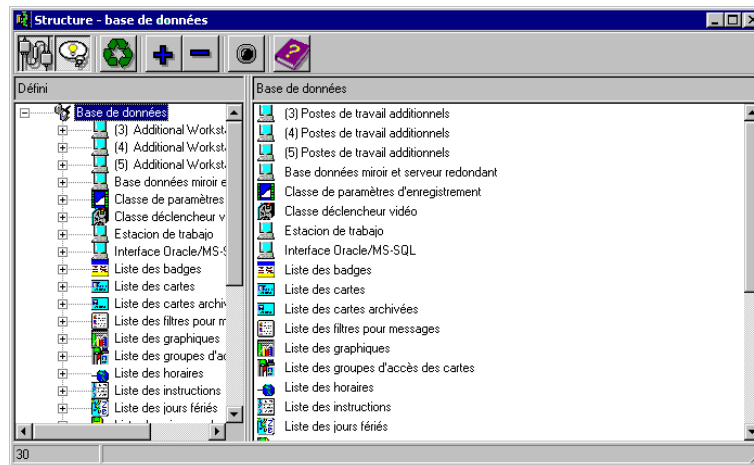 Structure - base de données
Défini
Base de données
Base de données
(3) AdditionalWorksta
(4) Additional Worksta
(5) Additional Worksta
Base données miroir e
Classe de paramètres
Classe déclencheur v
Estacion de trabajo
Interface Oracle/MS-S
Liste des badges
Liste des cartes
Liste des cartes archiv
Liste des filtres pour m
Liste des graphiques
Liste des groupes d'ac
Liste des horaires
Liste des instructions
Liste des jours fériés
(3) Postes de travail additionnels
(4) Postes de travail additionnels
(5) Postes de travail additionnels
Base données miroir et serveur redondant
Classe de paramètres d'enregistrement
Classe déclencheur vidéo
Estacion de trabajo
Interface Oracle/MS-SQL
Liste des badges
Liste des cartes
Liste des cartes archivées
Liste des filtres pour messages
Liste des graphiques
Liste des groupes d'accès des cartes
Liste des horaires
Liste des instructions
Liste des jours fériés
30